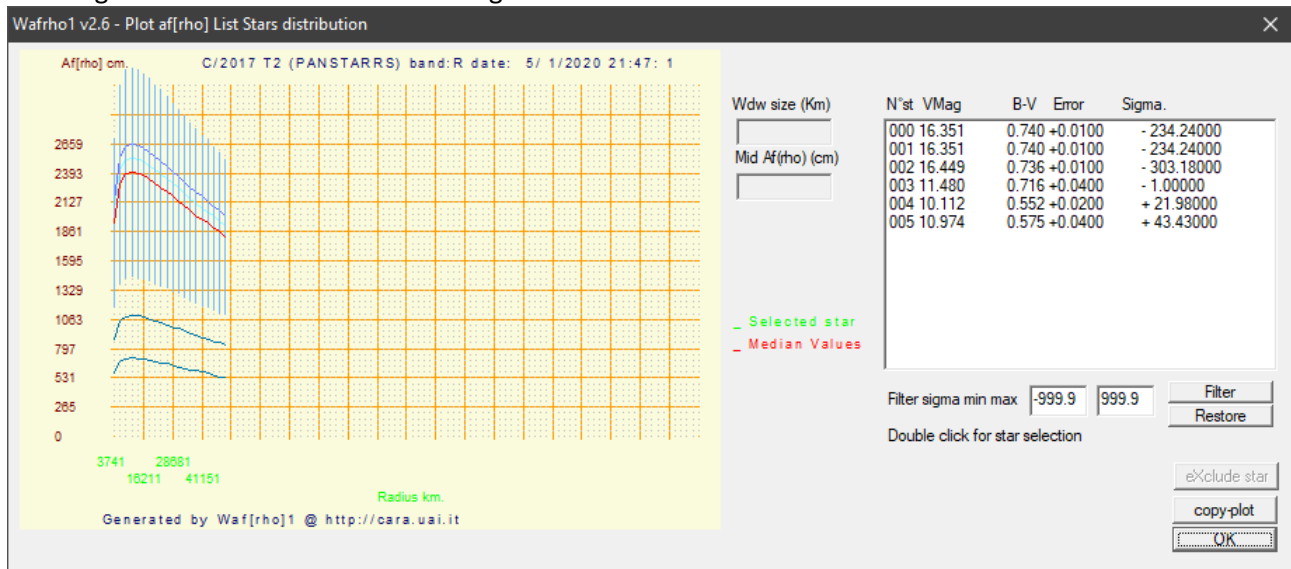 Wafrho1 v2.6 - Plot af[rho] List Stars distribution
Af[rho] cm. C/2017 T2 (PANSTARRS) band:R date: 5/ 1/2020 21:47: 1
2659
2393
2127
1861
1595
1329
1063
797
531
265
0
3741 28681
16211 41151
Radius km.
Generated by Waf[rho]1 @ http://cara.uai.it
Wdw size (Km)
Mid Af(rho) (cm)
_ Selected star
_ Median Values
N°st VMag B-V Error Sigma.
000 16.351 0.740 +0.0100 - 234.24000
001 16.351 0.740 +0.0100 - 234.24000
002 16.449 0.736 +0.0100 - 303.18000
003 11.480 0.716 +0.0400 - 1.00000
004 10.112 0.552 +0.0200 + 21.98000
005 10.974 0.575 +0.0400 + 43.43000
Filter sigma min max -999.9 999.9 Filter
Restore
Double click for star selection
eXclude star
copy-plot
OK